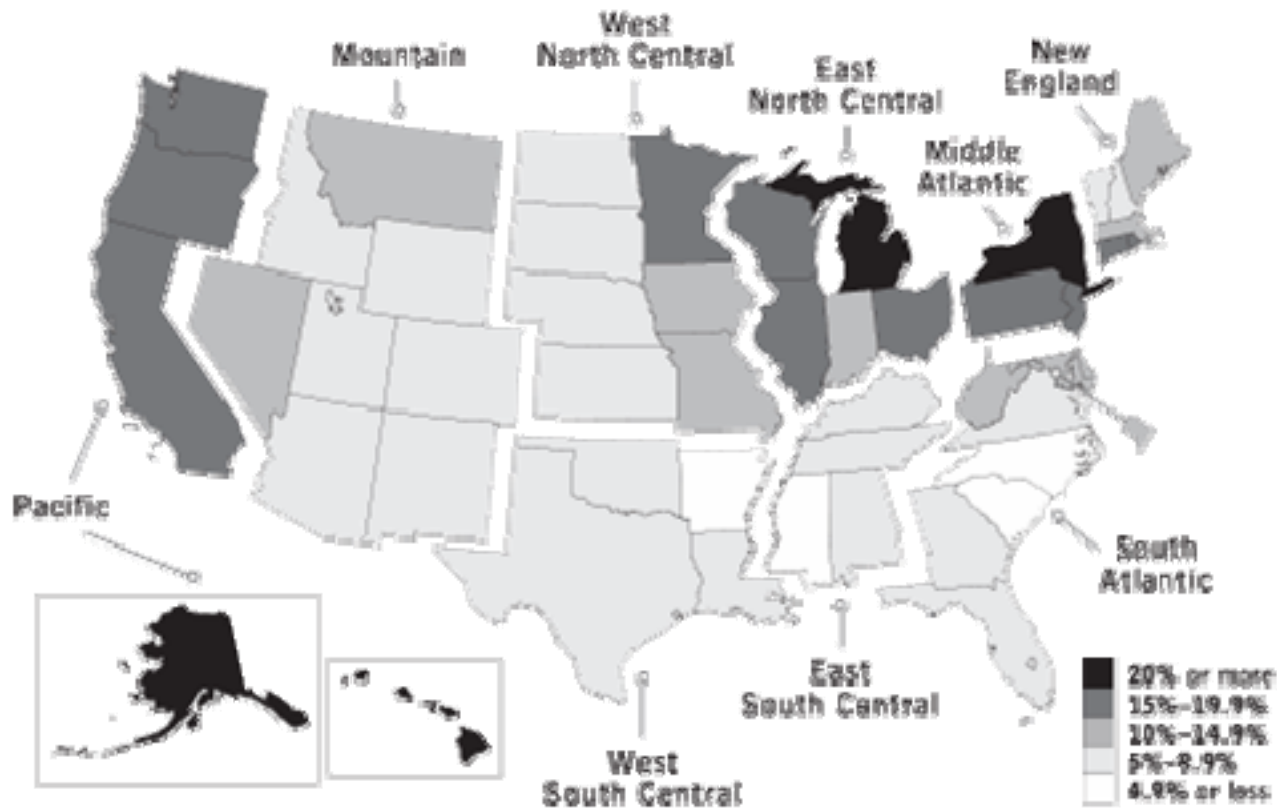 West
North Central
Mountain
East
North Central
New
England
Middle
Atlantic
Pacific
South
Atlantic
East
South Central
West
South Central
20% or more
15%–19.9%
10%–14.9%
5%–9.9%
4.9% or less